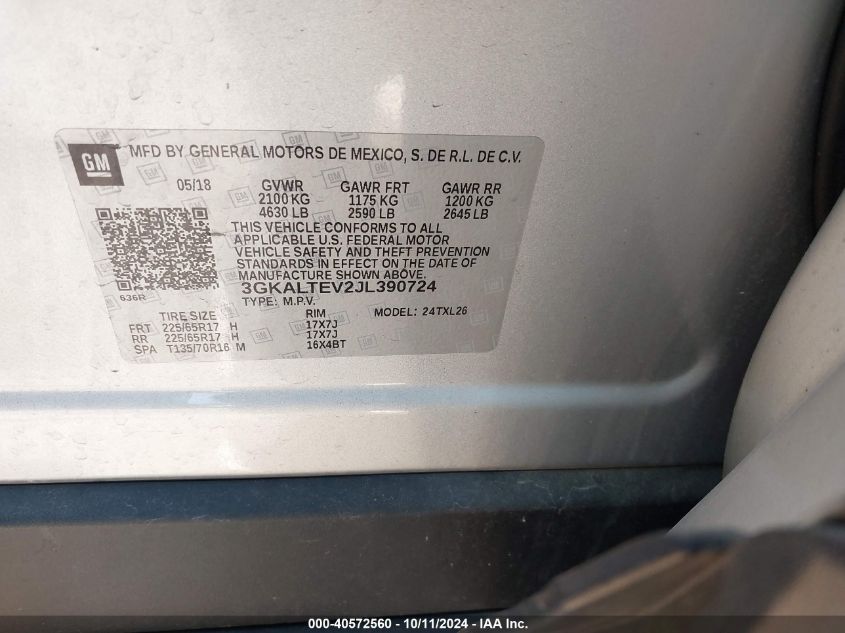 GM MFD BY GENERAL MOTORS DE MEXICO, S. DE R.L. DE C.V.
05/18 GVWR GAWR FRT GAWR RR
2100 KG 1175 KG 1200 KG
4630 LB 2590 LB 2645 LB
THIS VEHICLE CONFORMS TO ALL
APPLICABLE U.S. FEDERAL MOTOR
VEHICLE SAFETY AND THEFT PREVENTION
STANDARDS IN EFFECT ON THE DATE OF
MANUFACTURE SHOWN ABOVE.
636R
3GKALTEV2JL390724
TYPE: M.P.V. MODEL: 24TXL26
TIRE SIZE RIM
FRT 225/65R17 H 17X7J
RR 225/65R17 H 17X7J
SPA T135/70R16 M 16X4BT
000-40572560 - 10/11/2024 - IAA Inc.